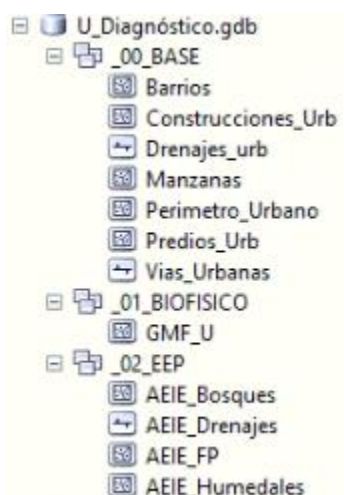 U_Diagnóstico.gdb
_00_BASE
Barrios
Construcciones_Urb
Drenajes_urb
Manzanas
Perimetro_Urbano
Predios_Urb
Vias_Urbanas
_01_BIOFISICO
GMF_U
_02_EEP
AEIE_Bosques
AEIE_Drenajes
AEIE_FP
AEIE_Humedales